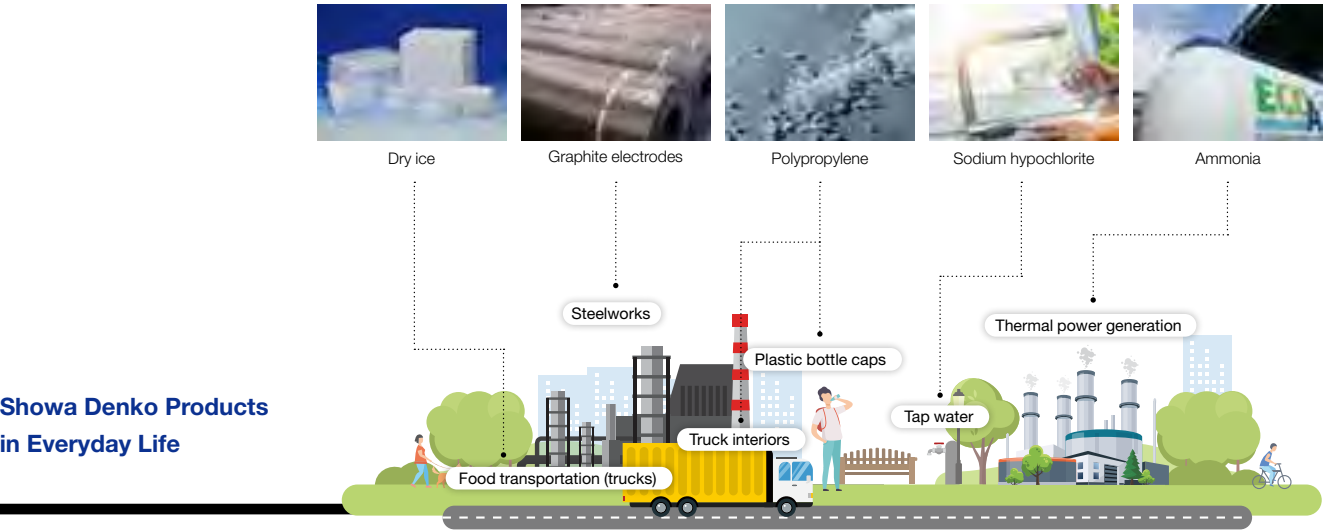 ECO
Dry ice
Graphite electrodes
Polypropylene
Sodium hypochlorite
Ammonia
Steelworks
Thermal power generation
Plastic bottle caps
Showa Denko Products
in Everyday Life
Tap water
Truck interiors
Food transportation (trucks)